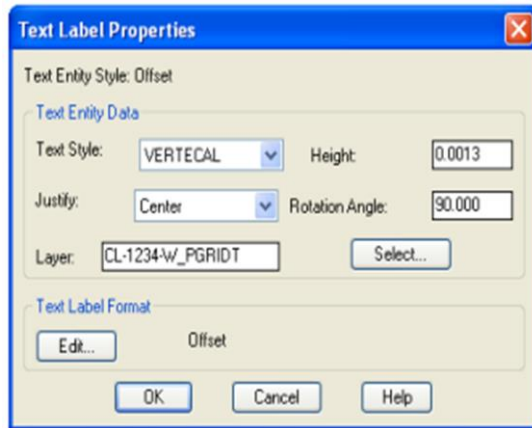 Text Label Properties
Text Entity Style: Offset
Text Entity Data
Text Style: VERTECAL Height: 0.0013
Justify: Center Rotation Angle: 90.000
Layer: CL-1234-W_PGRIDT Select...
Text Label Format
Edit... Offset
OK Cancel Help